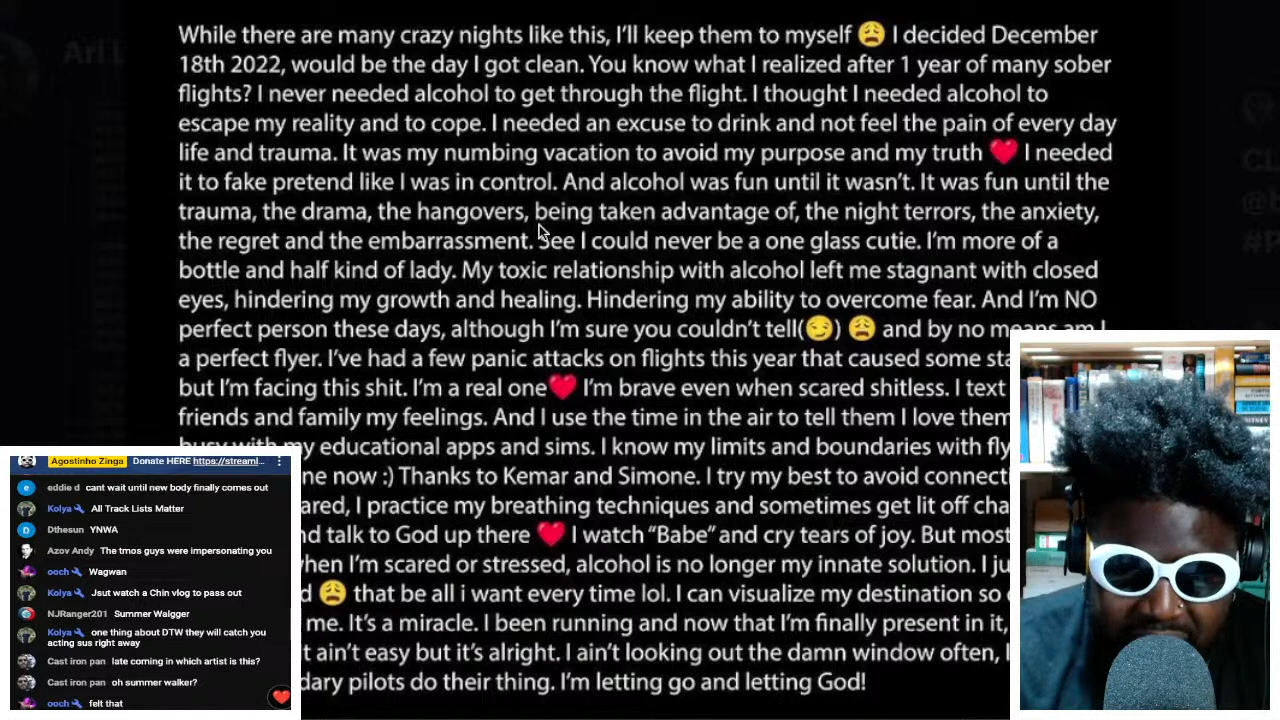 While there are many crazy nights like this, I'll keep them to myself 😩 I decided December
18th 2022, would be the day I got clean. You know what I realized after 1 year of many sober
flights? I never needed alcohol to get through the flight. I thought I needed alcohol to
escape my reality and to cope. I needed an excuse to drink and not feel the pain of every day
life and trauma. It was my numbing vacation to avoid my purpose and my truth ❤️ I needed
it to fake pretend like I was in control. And alcohol was fun until it wasn't. It was fun until the
trauma, the drama, the hangovers, being taken advantage of, the night terrors, the anxiety,
the regret and the embarrassment. See I could never be a one glass cutie. I'm more of a
bottle and half kind of lady. My toxic relationship with alcohol left me stagnant with closed
eyes, hindering my growth and healing. Hindering my ability to overcome fear. And I'm NO
perfect person these days, although I'm sure you couldn't tell(😏) 😩 and by no means am I
a perfect flyer. I've had a few panic attacks on flights this year that caused some
but I'm facing this shit. I'm a real one❤️ I'm brave even when scared shitless. I text
friends and family my feelings. And I use the time in the air to tell them I love them
busy with my educational apps and sims. I know my limits and boundaries with
now :) Thanks to Kemar and Simone. I try my best to avoid
I practice my breathing techniques and sometimes get lit off
talk to God up there ❤️ I watch "Babe" and cry tears of joy. But most
when I'm scared or stressed, alcohol is no longer my innate solution. I
😩 that be all i want every time lol. I can visualize my destination so
me. It's a miracle. I been running and now that I'm finally present in it,
ain't easy but it's alright. I ain't looking out the damn window often,
pilots do their thing. I'm letting go and letting God!
Agostinho Zinga Donate HERE https://streaml...
eddie d cant wait until new body finally comes out
Kolya All Track Lists Matter
Dthesun YNWA
Azov Andy The tmos guys were impersonating you
ooch Wagwan
Kolya Jsut watch a Chin vlog to pass out
NJRanger201 Summer Walgger
Kolya one thing about DTW they will catch you
acting sus right away
Cast iron pan late coming in which artist is this?
Cast iron pan oh summer walker?
ooch felt that